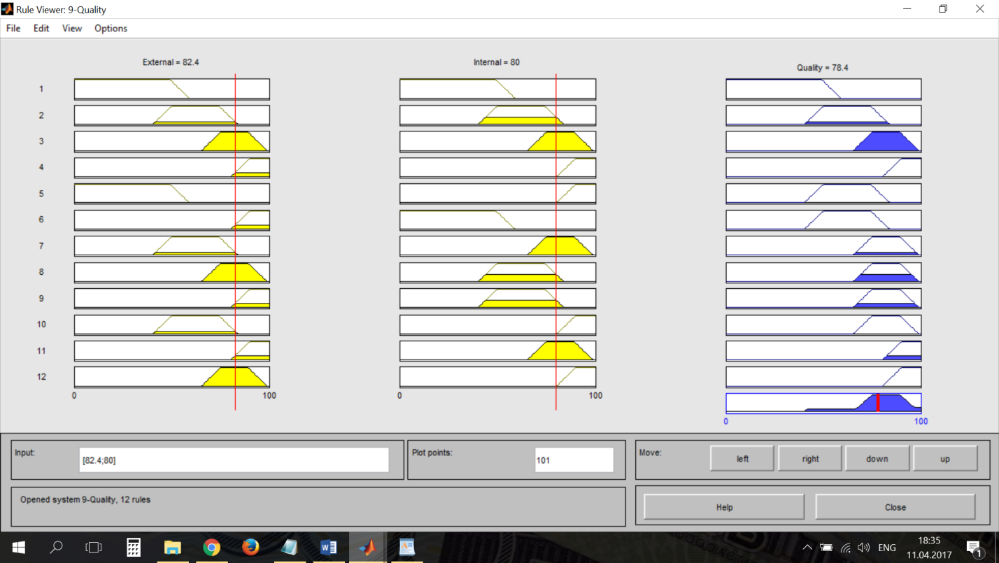 Rule Viewer: 9-Quality
File Edit View Options
External = 82.4
Internal = 80
Quality = 78.4
1
2
3
4
5
6
7
8
9
10
11
12
0 100
0 100
0 100
Input:
[82.4;80]
Plot points:
101
Move:
left
right
down
up
Opened system 9-Quality, 12 rules
Help
Close
ENG
18:35
11.04.2017
1